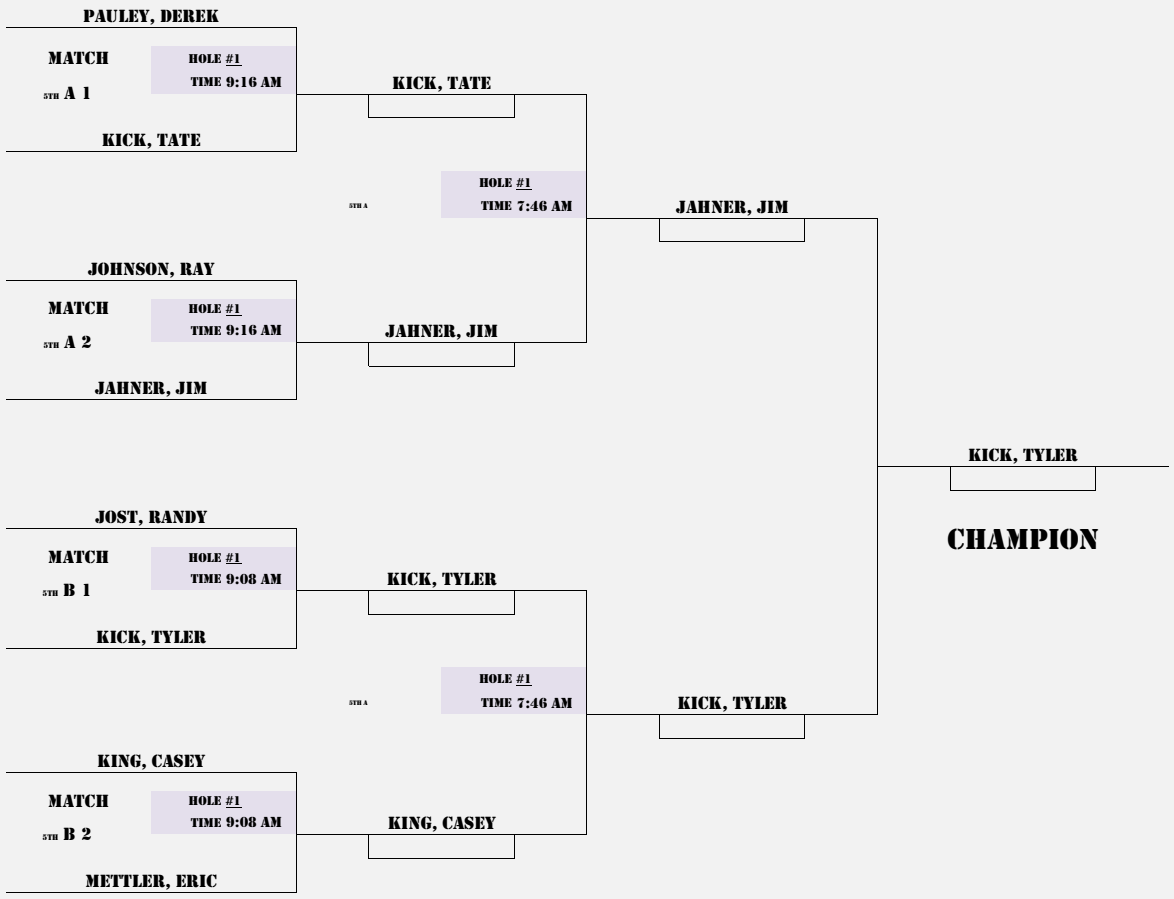 PAULEY, DEREK
MATCH
HOLE #1
TIME 9:16 AM
5TH A 1
KICK, TATE
KICK, TATE
HOLE #1
5TH A
TIME 7:46 AM
JAHNER, JIM
JOHNSON, RAY
MATCH
HOLE #1
TIME 9:16 AM
5TH A 2
JAHNER, JIM
JAHNER, JIM
KICK, TYLER
CHAMPION
JOST, RANDY
MATCH
HOLE #1
TIME 9:08 AM
5TH B 1
KICK, TYLER
KICK, TYLER
HOLE #1
5TH A
TIME 7:46 AM
KICK, TYLER
KING, CASEY
MATCH
HOLE #1
TIME 9:08 AM
5TH B 2
KING, CASEY
METTLER, ERIC